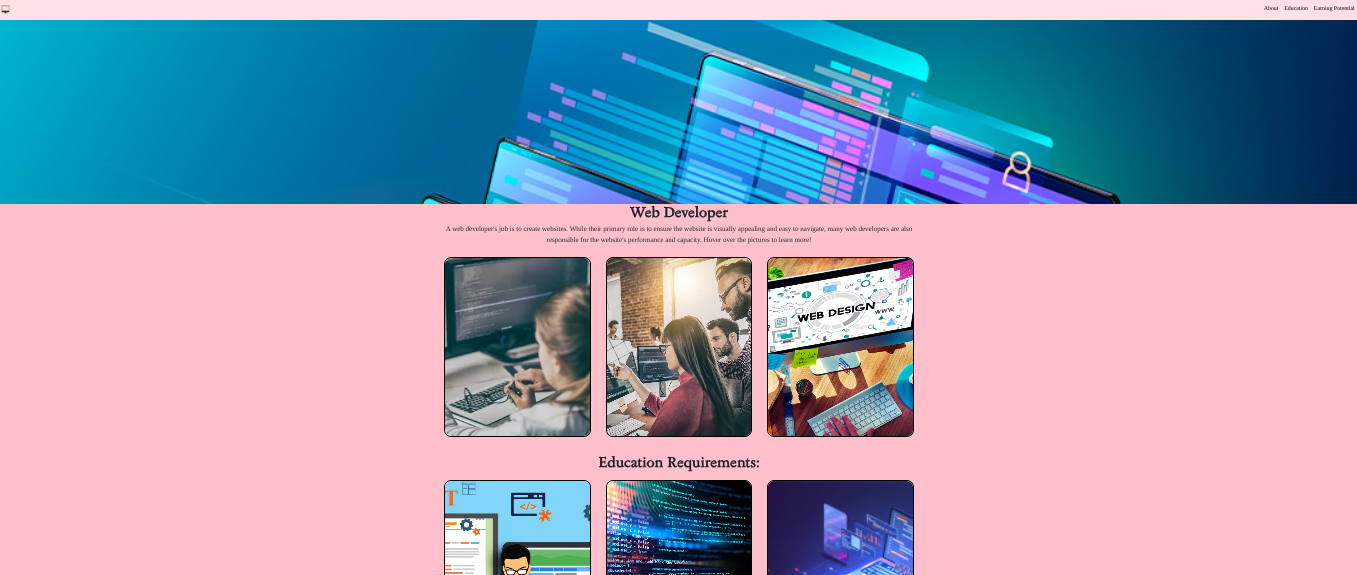 About Education Earning Potential
Web Developer
A web developer's job is to create websites. While their primary role is to ensure the website is visually appealing and easy to navigate, many web developers are also
responsible for the website's performance and capacity. Hover over the pictures to learn more!
WEB DESIGN
WWW.
Education Requirements:
T
</>